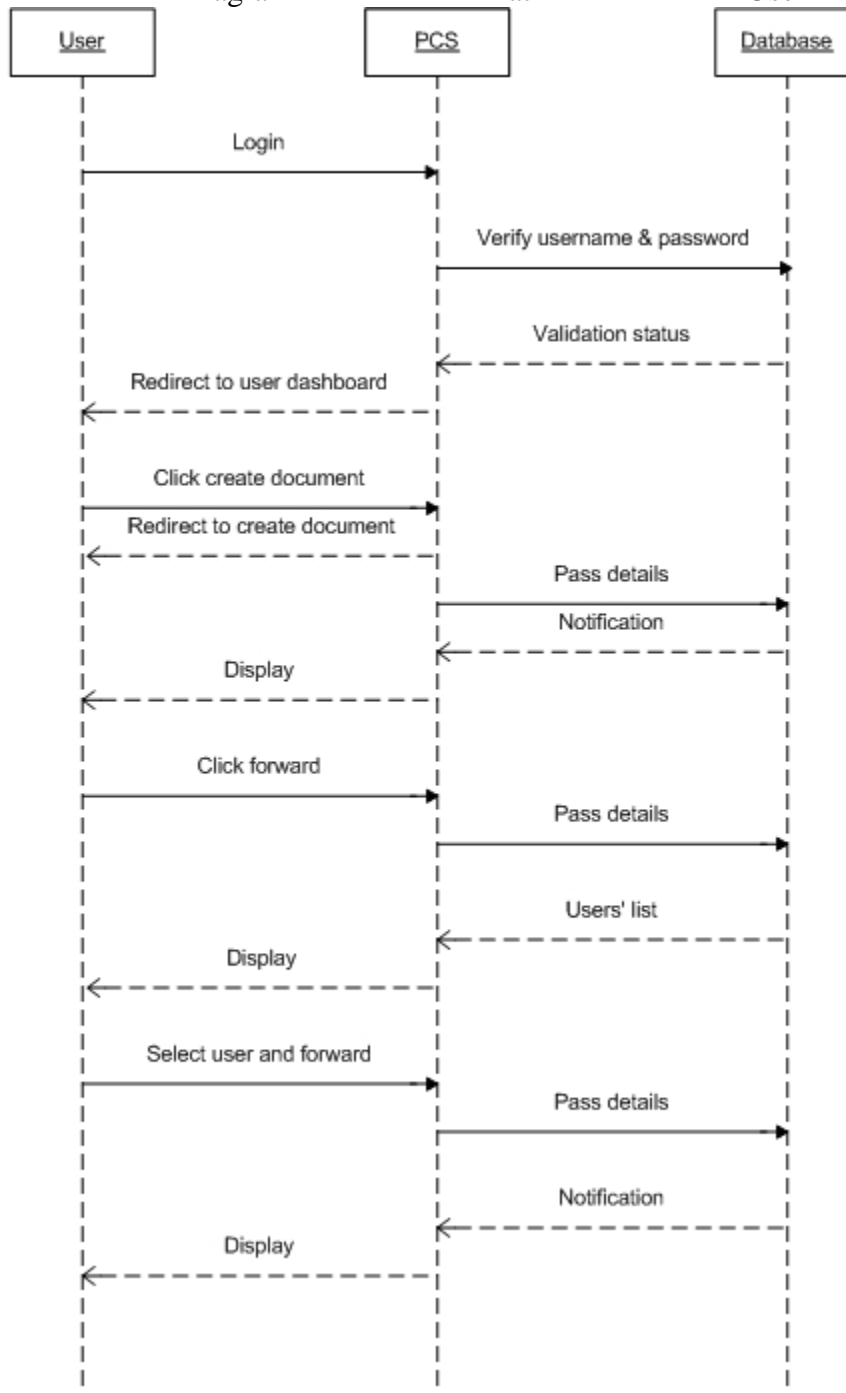 User
PCS
Database
Login
Verify username & password
Validation status
Redirect to user dashboard
Click create document
Redirect to create document
Pass details
Notification
Display
Click forward
Pass details
Users' list
Display
Select user and forward
Pass details
Notification
Display